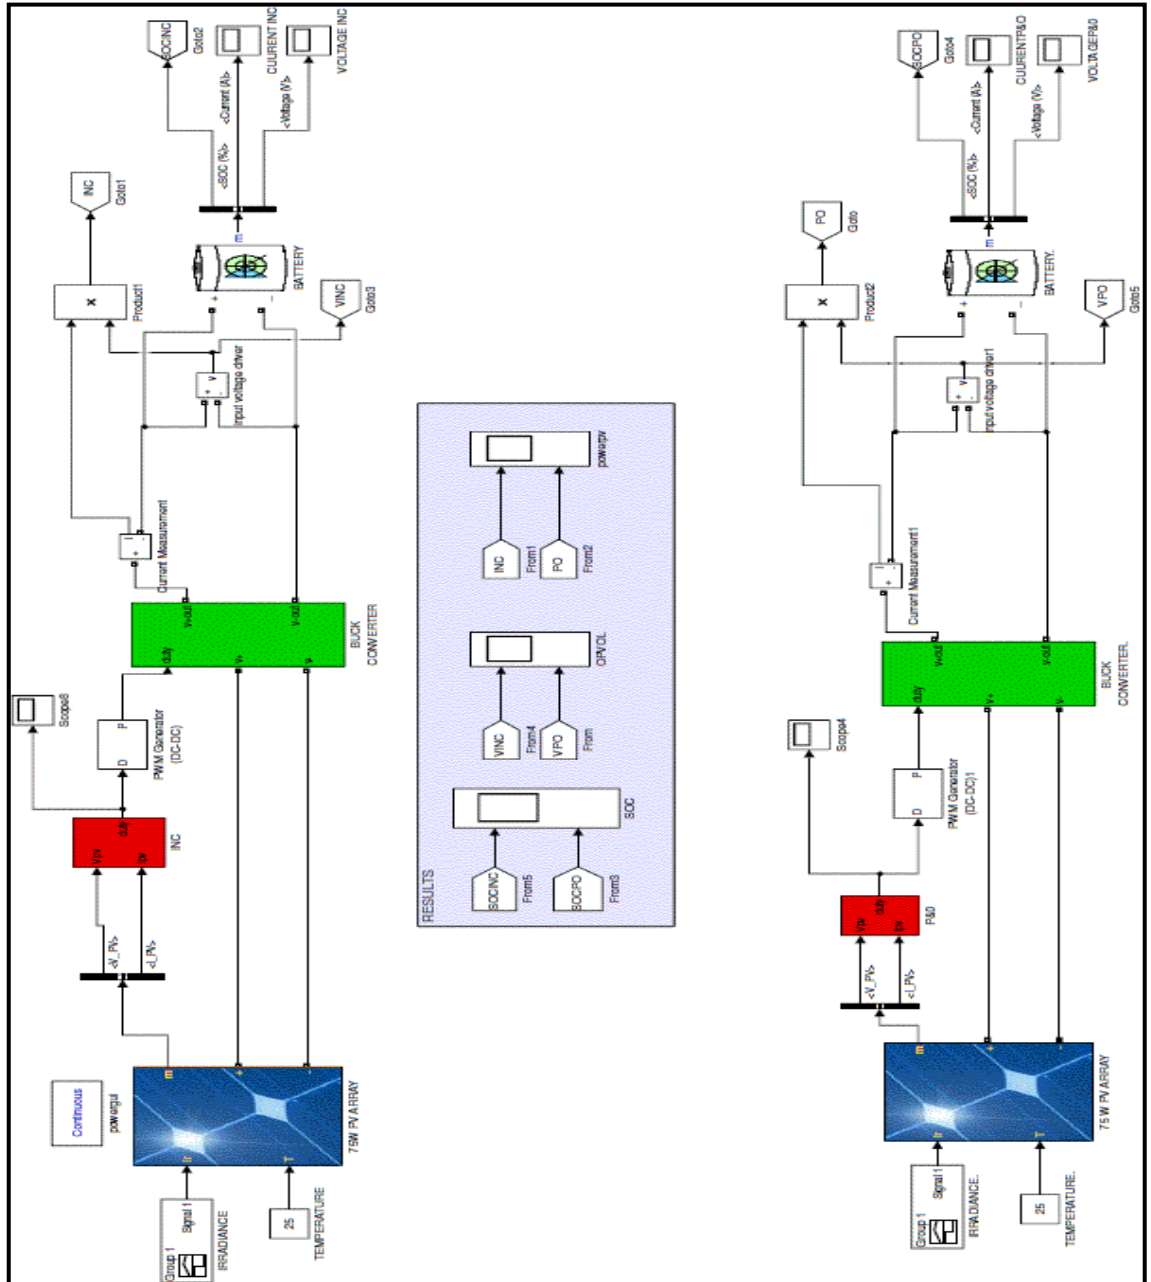 Continuous
powergui
Group 1
Signal 1
IRRADIANCE
25
TEMPERATURE
Ir
T
m
+
-
75W PV ARRAY
<V_PV>
<I_PV>
Vpv
Ipv
duty
INC
Scope6
D
P
PWM Generator
(DC-DC)
duty
v+
v-
v+out
v-out
BUCK
CONVERTER
I
+
-
Current Measurement
+
-
v
Input voltage driver
×
Product1
INC
Goto1
VINC
Goto3
+
-
m
BATTERY
<SOC (%)>
<Current (A)>
<Voltage (V)>
SOCINC
Goto2
CUURENT INC
VOLTAGE INC
RESULTS
SOCINC
From5
SOCPO
From3
SOC
VINC
From4
VPO
From
OPVOL
INC
From1
PO
From2
powerpv
Group 1
Signal 1
IRRADIANCE.
25
TEMPERATURE.
Ir
T
m
+
-
75W PV ARRAY
<V_PV>
<I_PV>
Vpv
Ipv
duty
P&O
Scope4
D
P
PWM Generator
(DC-DC)1
duty
v+
v-
v+out
v-out
BUCK
CONVERTER.
I
+
-
Current Measurement1
+
-
v
Input voltage driver1
×
Product2
PO
Goto
VPO
Goto5
+
-
m
BATTERY.
<SOC (%)>
<Current (A)>
<Voltage (V)>
SOCPO
Goto4
CUURENTP&O
VOLTAGEP&O